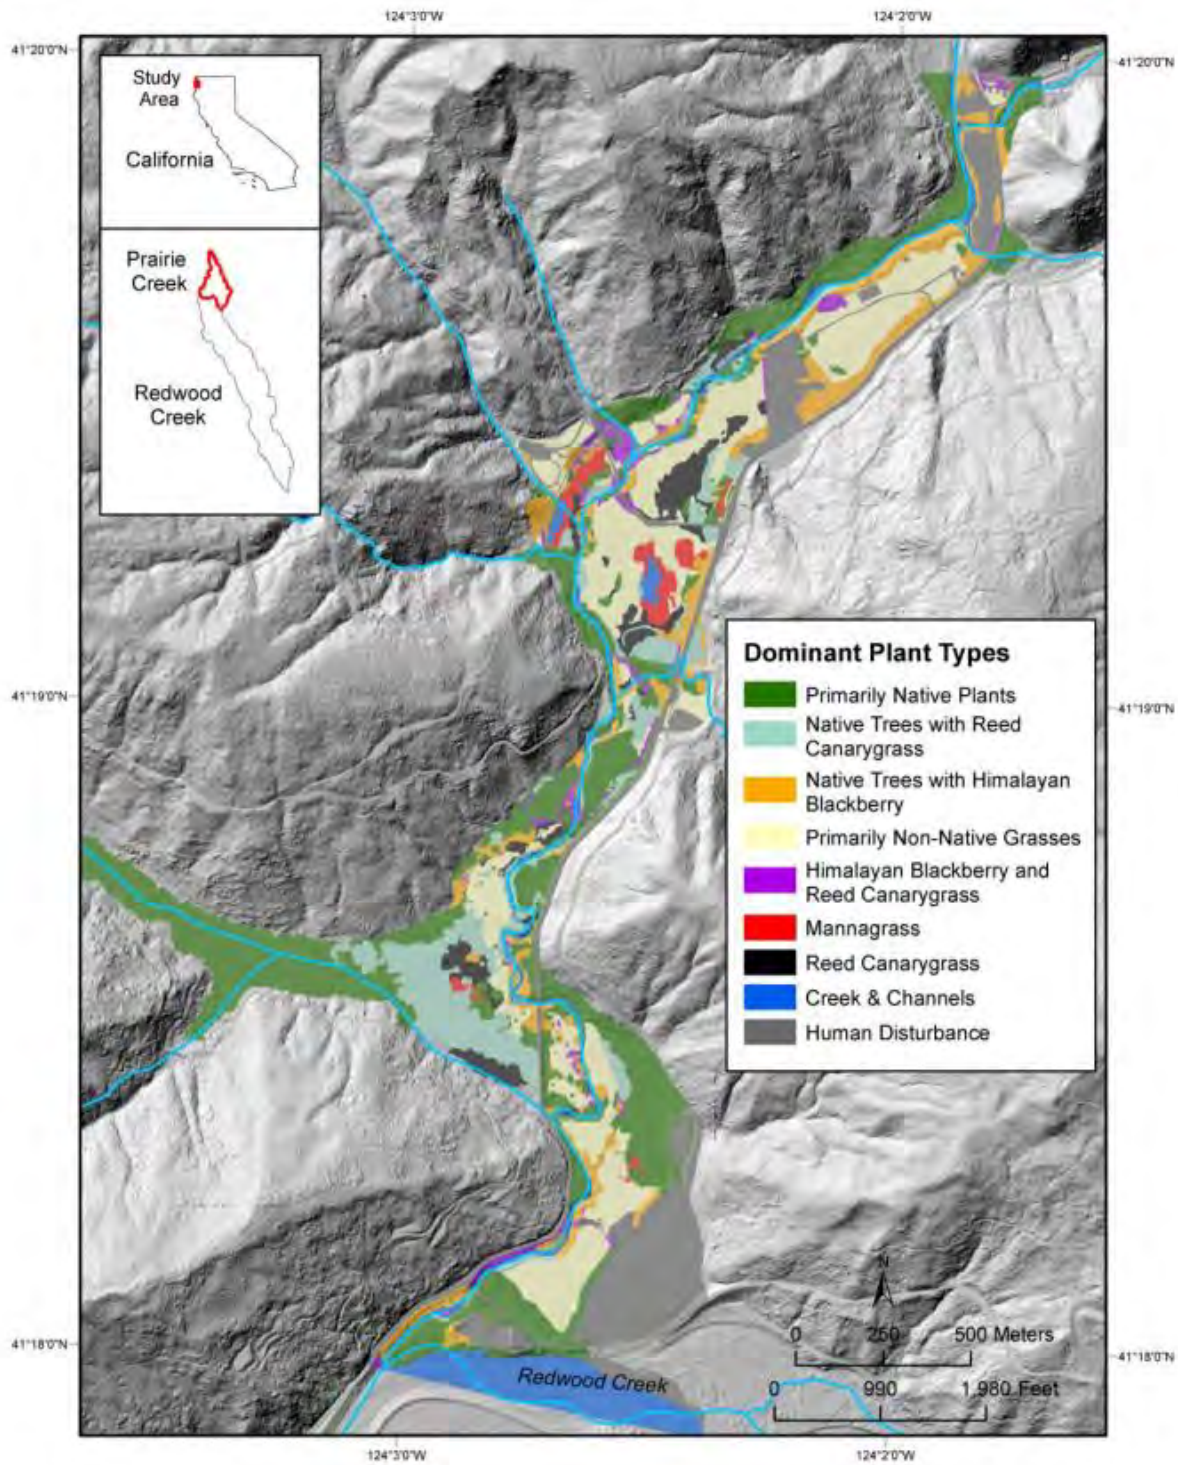 124°3'0"W
124°2'0"W
41°20'0"N
41°20'0"N
Study
Area
California
Prairie
Creek
Redwood
Creek
Dominant Plant Types
Primarily Native Plants
Native Trees with Reed
Canarygrass
Native Trees with Himalayan
Blackberry
Primarily Non-Native Grasses
Himalayan Blackberry and
Reed Canarygrass
Mannagrass
Reed Canarygrass
Creek & Channels
Human Disturbance
41°19'0"N
41°19'0"N
N
0 250 500 Meters
0 990 1,980 Feet
41°18'0"N
41°18'0"N
Redwood Creek
124°3'0"W
124°2'0"W